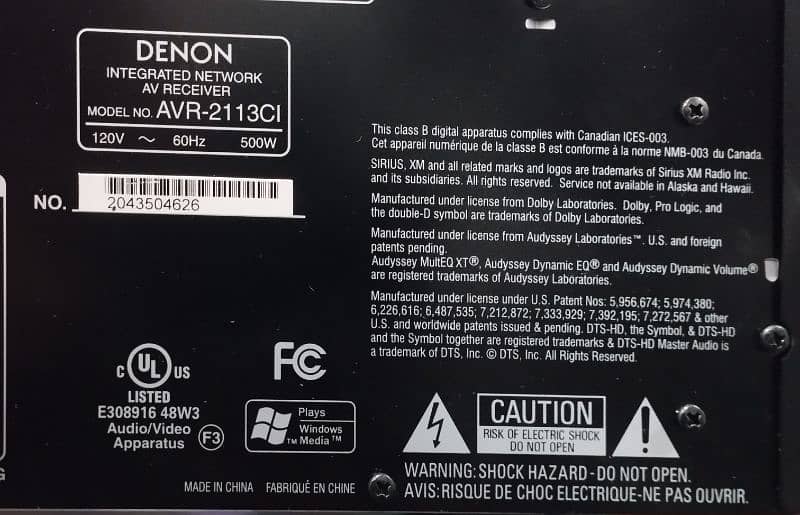 DENON
INTEGRATED NETWORK
AV RECEIVER
MODEL NO. AVR-2113CI
120V ~ 60Hz 500W
NO. 2043504626
This class B digital apparatus complies with Canadian ICES-003.
Cet appareil numérique de la classe B est conforme à la norme NMB-003 du Canada.
SIRIUS, XM and all related marks and logos are trademarks of Sirius XM Radio Inc.
and its subsidiaries. All rights reserved. Service not available in Alaska and Hawaii.
Manufactured under license from Dolby Laboratories. Dolby, Pro Logic, and
the double-D symbol are trademarks of Dolby Laboratories.
Manufactured under license from Audyssey Laboratories™. U.S. and foreign
patents pending.
Audyssey MultEQ XT®, Audyssey Dynamic EQ® and Audyssey Dynamic Volume®
are registered trademarks of Audyssey Laboratories.
Manufactured under license under U.S. Patent Nos: 5,956,674; 5,974,380;
6,226,616; 6,487,535; 7,212,872; 7,333,929; 7,392,195; 7,272,567 & other
U.S. and worldwide patents issued & pending. DTS-HD, the Symbol, & DTS-HD
and the Symbol together are registered trademarks & DTS-HD Master Audio is
a trademark of DTS, Inc. © DTS, Inc. All Rights Reserved.
C UL US
LISTED
E308916 48W3
Audio/Video
Apparatus F3
FC
Plays
Windows
Media™
TM
CAUTION
RISK OF ELECTRIC SHOCK
DO NOT OPEN
WARNING: SHOCK HAZARD - DO NOT OPEN.
AVIS: RISQUE DE CHOC ELECTRIQUE-NE PAS OUVRIR.
MADE IN CHINA FABRIQUÉ EN CHINE
G